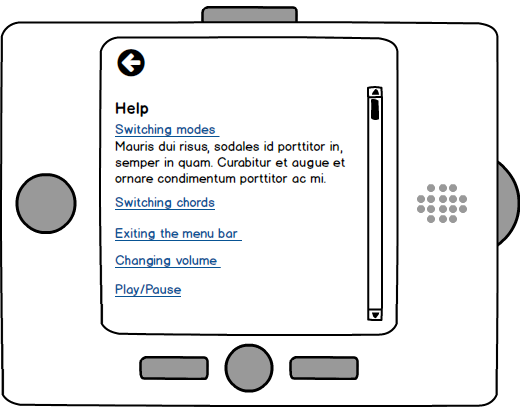 Help
Switching modes
Mauris dui risus, sodales id porttitor in,
semper in quam. Curabitur et augue et
ornare condimentum porttitor ac mi.
Switching chords
Exiting the menu bar
Changing volume
Play/Pause